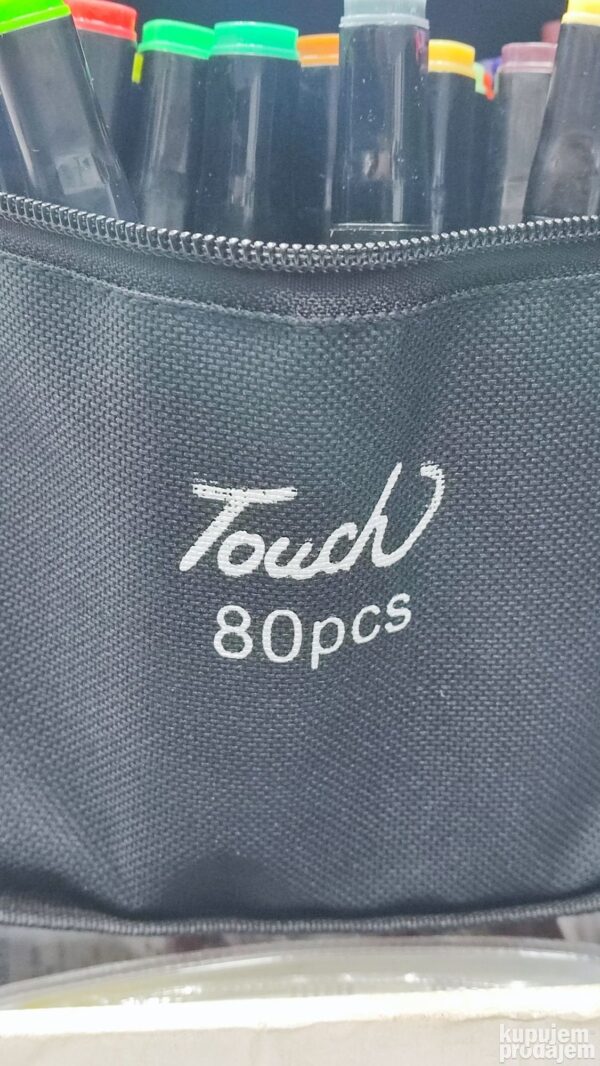 Touch
80pcs
kupujem
prodajem